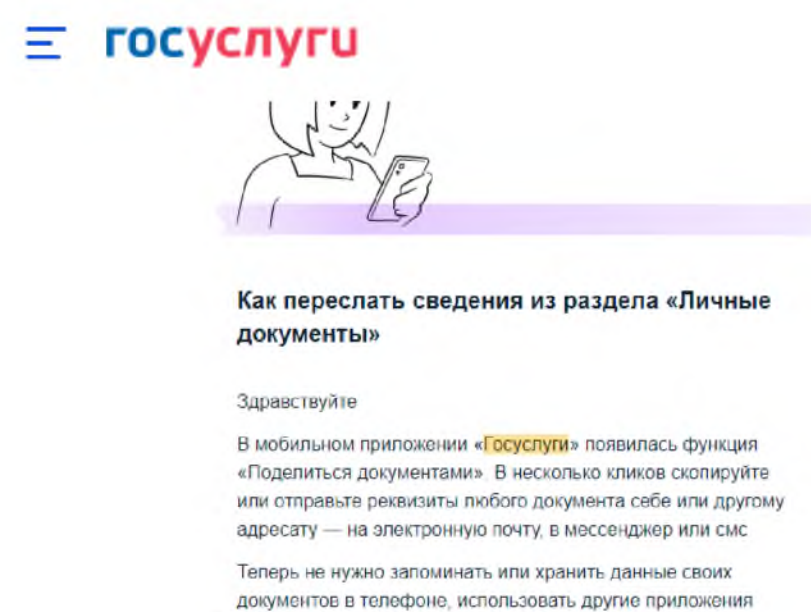 госуслуги
Как переслать сведения из раздела «Личные
документы»
Здравствуйте
В мобильном приложении «Госуслуги» появилась функция
«Поделиться документами» В несколько кликов скопируйте
или отправьте реквизиты любого документа себе или другому
адресату — на электронную почту, в мессенджер или смс
Теперь не нужно запоминать или хранить данные своих
документов в телефоне, использовать другие приложения